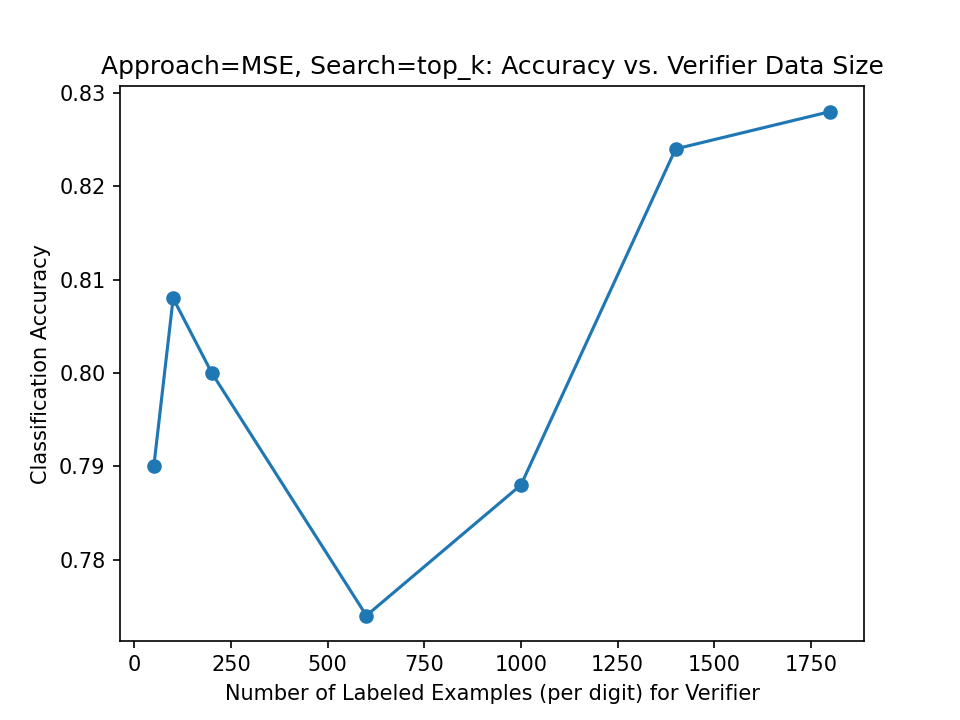 Approach=MSE, Search=top_k: Accuracy vs. Verifier Data Size
0.83
0.82
0.81
0.80
0.79
0.78
Classification Accuracy
0 250 500 750 1000 1250 1500 1750
Number of Labeled Examples (per digit) for Verifier